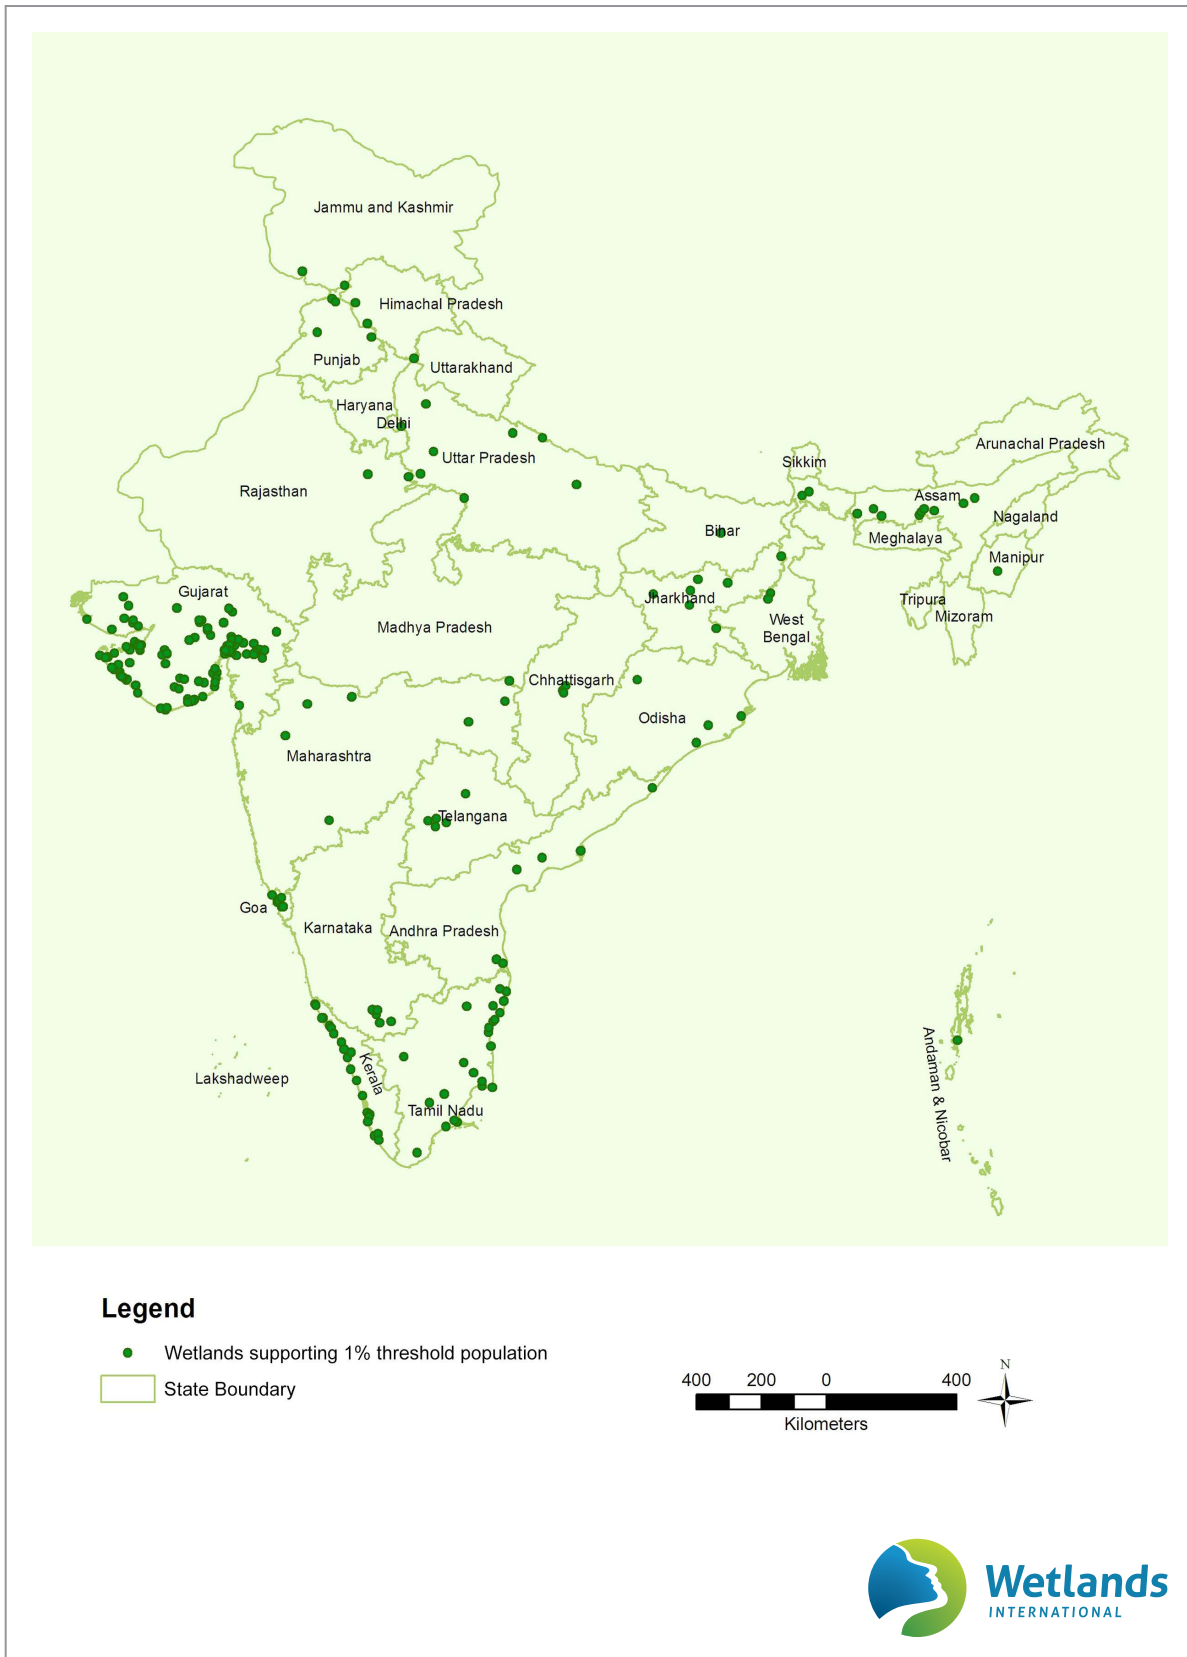 Jammu and Kashmir
Himachal Pradesh
Punjab
Uttarakhand
Haryana
Delhi
Arunachal Pradesh
Uttar Pradesh
Sikkim
Rajasthan
Assam
Nagaland
Bihar
Meghalaya
Manipur
Gujarat
Jharkhand
Tripura
Mizoram
West
Bengal
Madhya Pradesh
Chhattisgarh
Odisha
Maharashtra
Telangana
Goa
Karnataka
Andhra Pradesh
Lakshadweep
Kerala
Tamil Nadu
Andaman & Nicobar
Legend
Wetlands supporting 1% threshold population
State Boundary
400 200 0 400
Kilometers
N
Wetlands
INTERNATIONAL